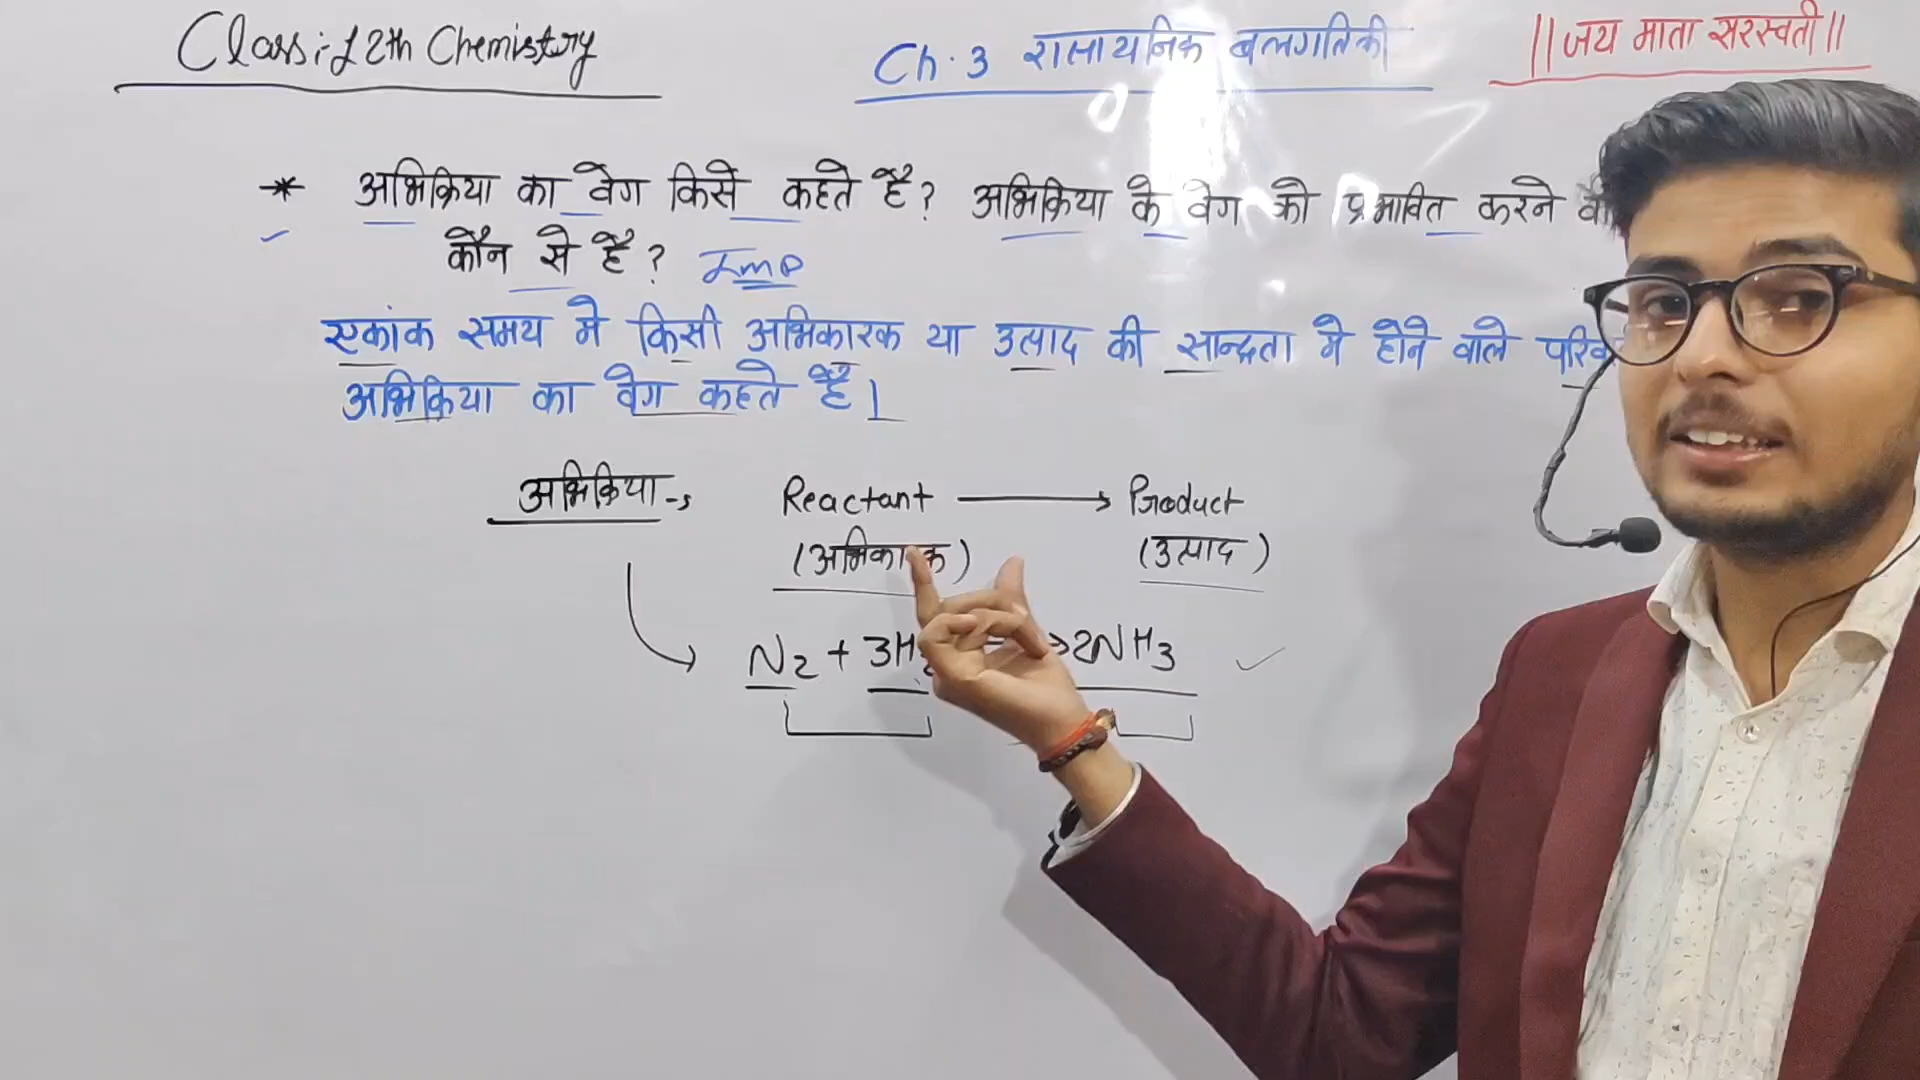 Class:-12th Chemistry
Ch.3 रासायनिक बलगतिकी
||जय माता सरस्वती||
* अभिक्रिया का वेग किसे कहते है? अभिक्रिया के वेग को प्रभावित करने
कौन से है? Imp
एकांक समय मे किसी अभिकारक या उत्पाद की सान्द्रता मे होने वाले
अभिक्रिया का वेग कहते है।
अभिक्रिया→ Reactant → Product
(अभिकारक) (उत्पाद)
N2 + 3H2 → 2NH3